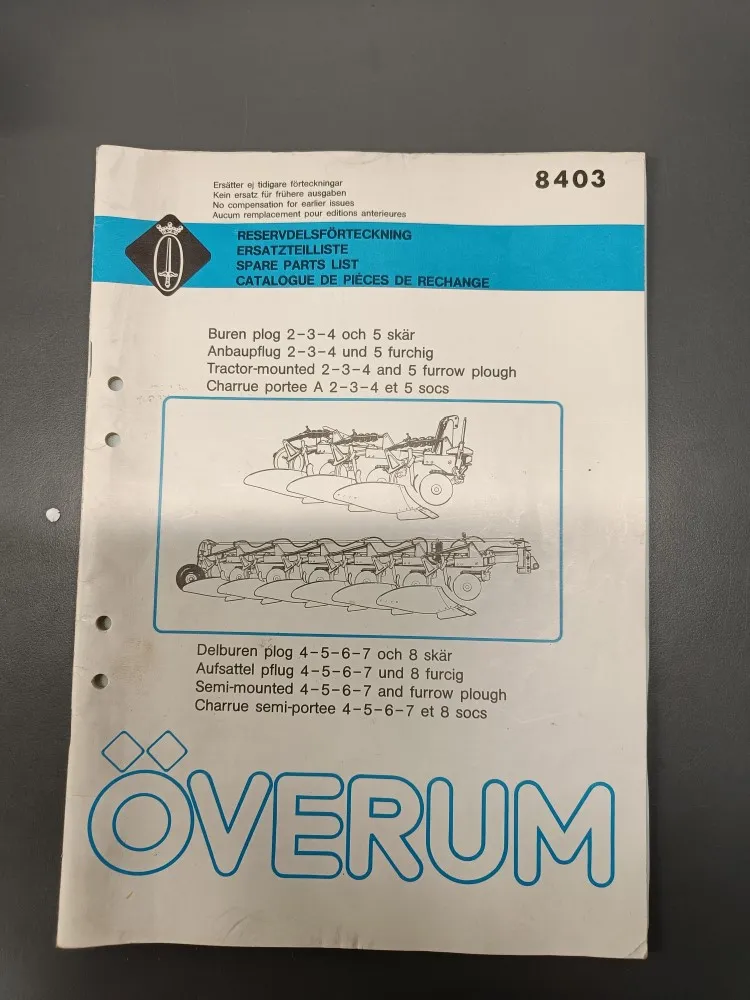 8403
Ersätter ej tidigare förteckningar
Kein ersatz für frühere ausgaben
No compensation for earlier issues
Aucum remplacement pour editions anterieures
RESERVDELSFÖRTECKNING
ERSATZTEILLISTE
SPARE PARTS LIST
CATALOGUE DE PIÈCES DE RECHANGE
Buren plog 2-3-4 och 5 skär
Anbaupflug 2-3-4 und 5 furchig
Tractor-mounted 2-3-4 and 5 furrow plough
Charrue portee A 2-3-4 et 5 socs
Delburen plog 4-5-6-7 och 8 skär
Aufsattel pflug 4-5-6-7 und 8 furcig
Semi-mounted 4-5-6-7 and furrow plough
Charrue semi-portee 4-5-6-7 et 8 socs
ÖVERUM